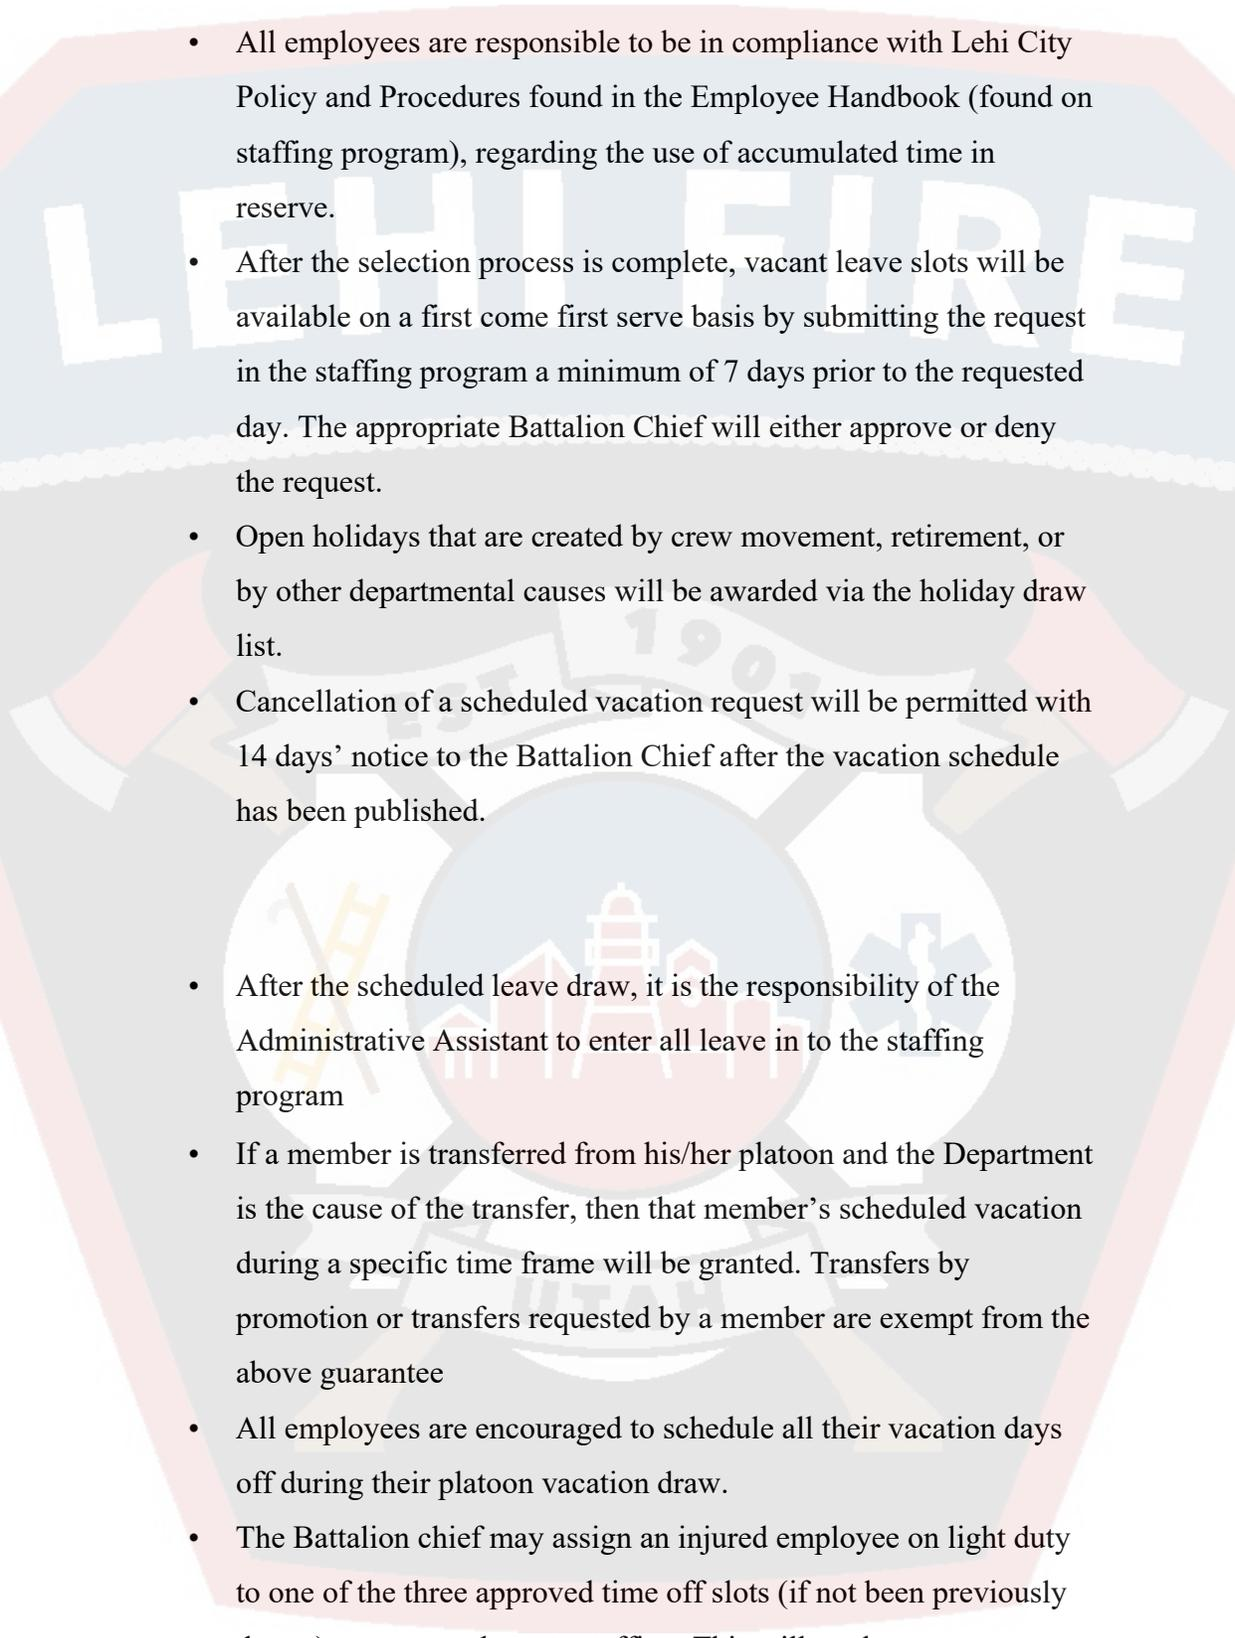 • All employees are responsible to be in compliance with Lehi City
Policy and Procedures found in the Employee Handbook (found on
staffing program), regarding the use of accumulated time in
reserve.
LEHI FIRE
• After the selection process is complete, vacant leave slots will be
available on a first come first serve basis by submitting the request
in the staffing program a minimum of 7 days prior to the requested
day. The appropriate Battalion Chief will either approve or deny
the request.
• Open holidays that are created by crew movement, retirement, or
by other departmental causes will be awarded via the holiday draw
list.
EST 1901
• Cancellation of a scheduled vacation request will be permitted with
14 days’ notice to the Battalion Chief after the vacation schedule
has been published.
• After the scheduled leave draw, it is the responsibility of the
Administrative Assistant to enter all leave in to the staffing
program
• If a member is transferred from his/her platoon and the Department
is the cause of the transfer, then that member’s scheduled vacation
during a specific time frame will be granted. Transfers by
promotion or transfers requested by a member are exempt from the
above guarantee
UTAH
• All employees are encouraged to schedule all their vacation days
off during their platoon vacation draw.
• The Battalion chief may assign an injured employee on light duty
to one of the three approved time off slots (if not been previously